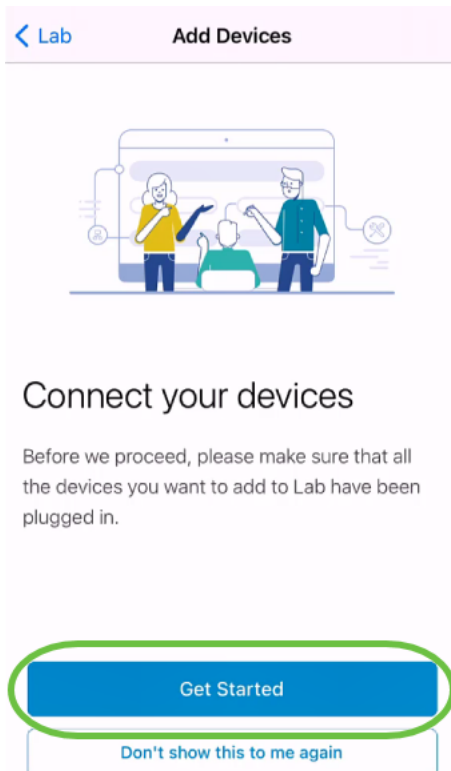 Lab
Add Devices
Connect your devices
Before we proceed, please make sure that all
the devices you want to add to Lab have been
plugged in.
Get Started
Don't show this to me again